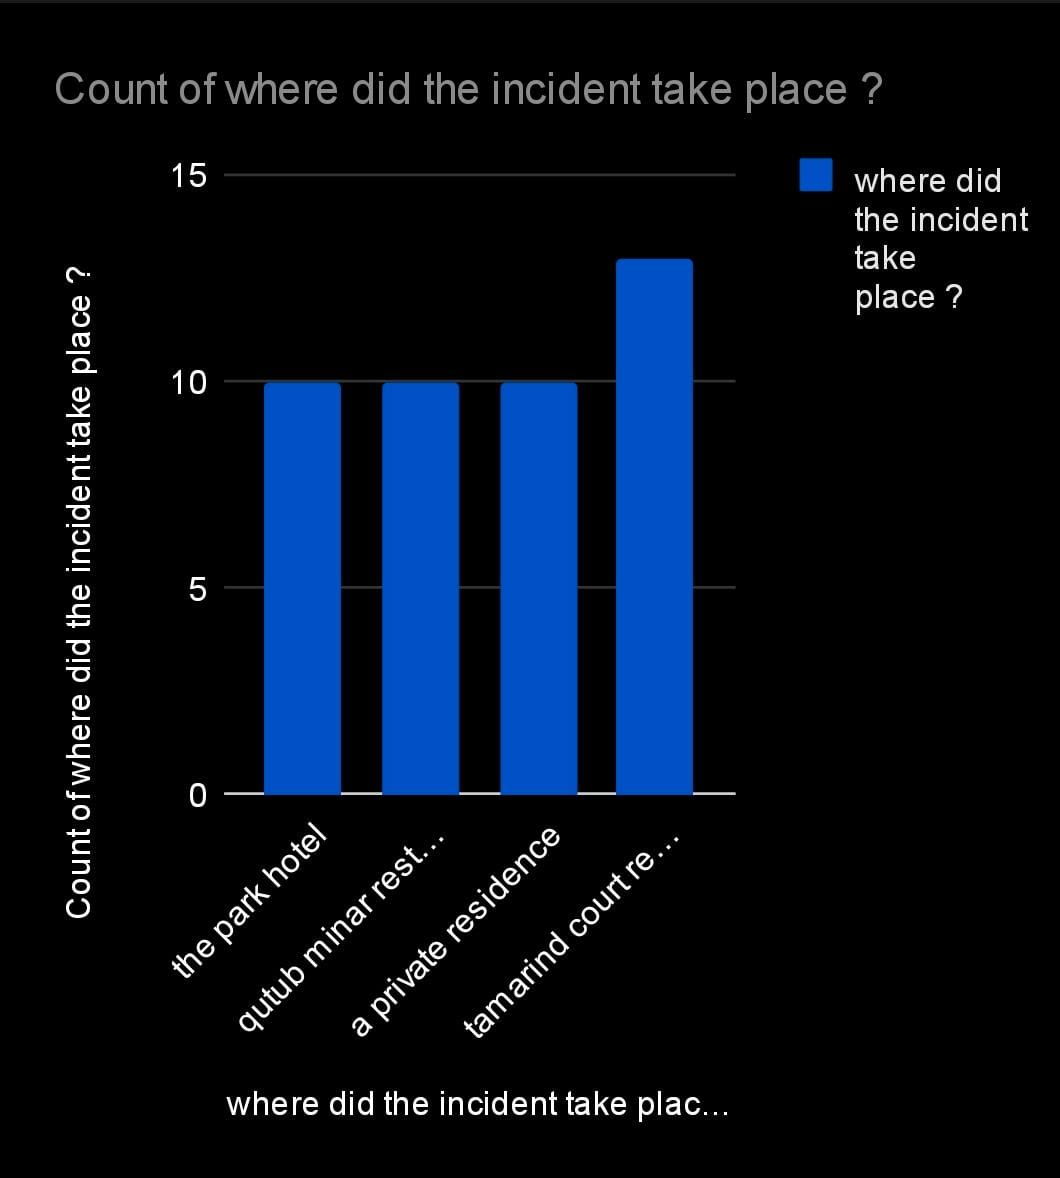 Count of where did the incident take place ?
where did
the incident
take
place ?
Count of where did the incident take place ?
15
10
5
0
the park hotel
qutub minar rest...
a private residence
tamarind court re...
where did the incident take plac...